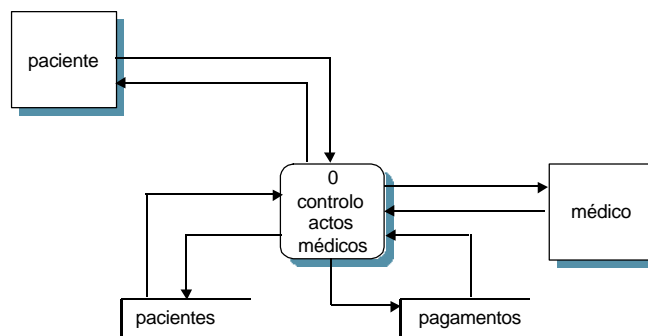 paciente
0
controlo
actos
médicos
médico
pacientes
pagamentos